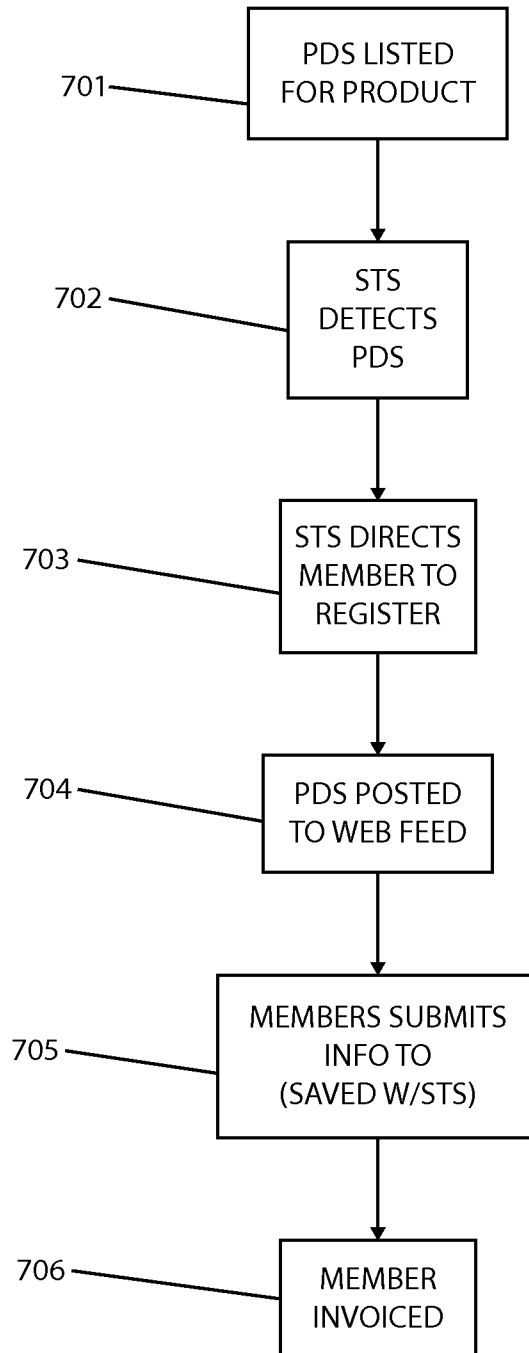 701
PDS LISTED
FOR PRODUCT
702
STS
DETECTS
PDS
703
STS DIRECTS
MEMBER TO
REGISTER
704
PDS POSTED
TO WEB FEED
705
MEMBERS SUBMITS
INFO TO
(SAVED W/STS)
706
MEMBER
INVOICED